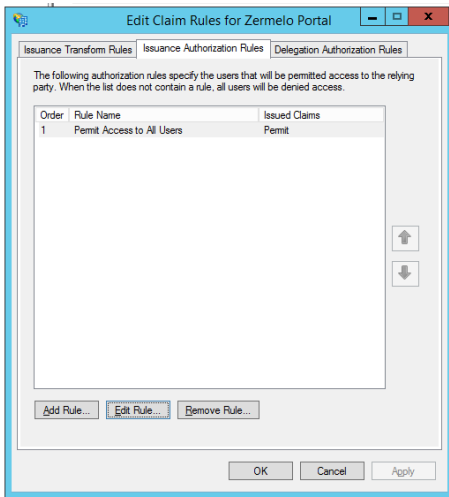 Edit Claim Rules for Zermelo Portal
Issuance Transform Rules Issuance Authorization Rules Delegation Authorization Rules
The following authorization rules specify the users that will be permitted access to the relying
party. When the list does not contain a rule, all users will be denied access.
Order Rule Name Issued Claims
1 Permit Access to All Users Permit
Add Rule... Edit Rule... Remove Rule...
OK Cancel Apply